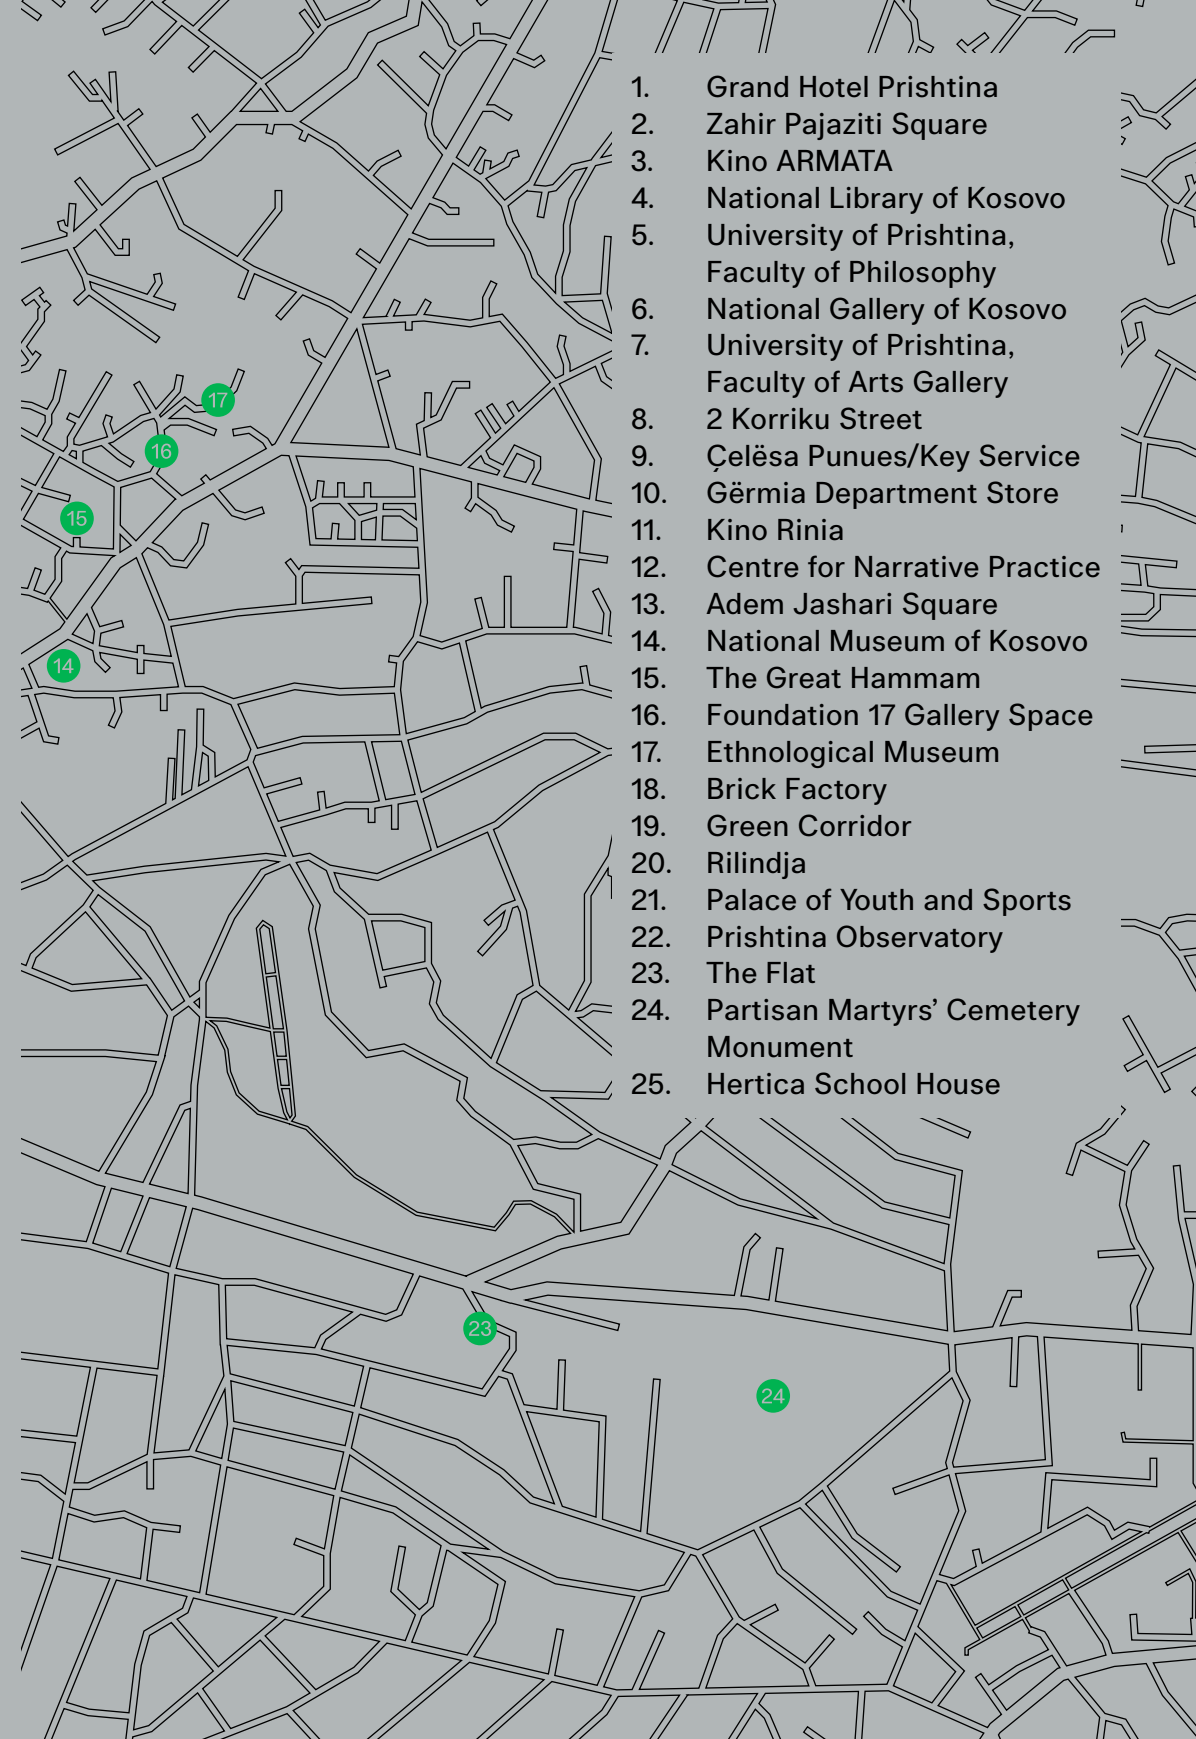 1. Grand Hotel Prishtina
2. Zahir Pajaziti Square
3. Kino ARMATA
4. National Library of Kosovo
5. University of Prishtina,
Faculty of Philosophy
6. National Gallery of Kosovo
7. University of Prishtina,
Faculty of Arts Gallery
8. 2 Korriku Street
9. Çelësa Punues/Key Service
10. Gërmia Department Store
11. Kino Rinia
12. Centre for Narrative Practice
13. Adem Jashari Square
14. National Museum of Kosovo
15. The Great Hammam
16. Foundation 17 Gallery Space
17. Ethnological Museum
18. Brick Factory
19. Green Corridor
20. Rilindja
21. Palace of Youth and Sports
22. Prishtina Observatory
23. The Flat
24. Partisan Martyrs’ Cemetery
Monument
25. Hertica School House
17
16
15
14
23
24